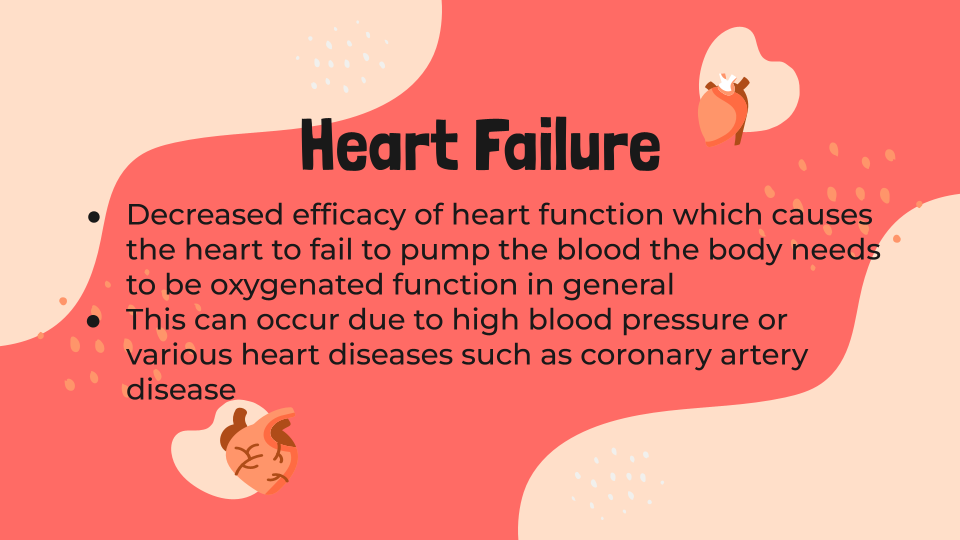 Heart Failure
● Decreased efficacy of heart function which causes
the heart to fail to pump the blood the body needs
to be oxygenated function in general
● This can occur due to high blood pressure or
various heart diseases such as coronary artery
disease